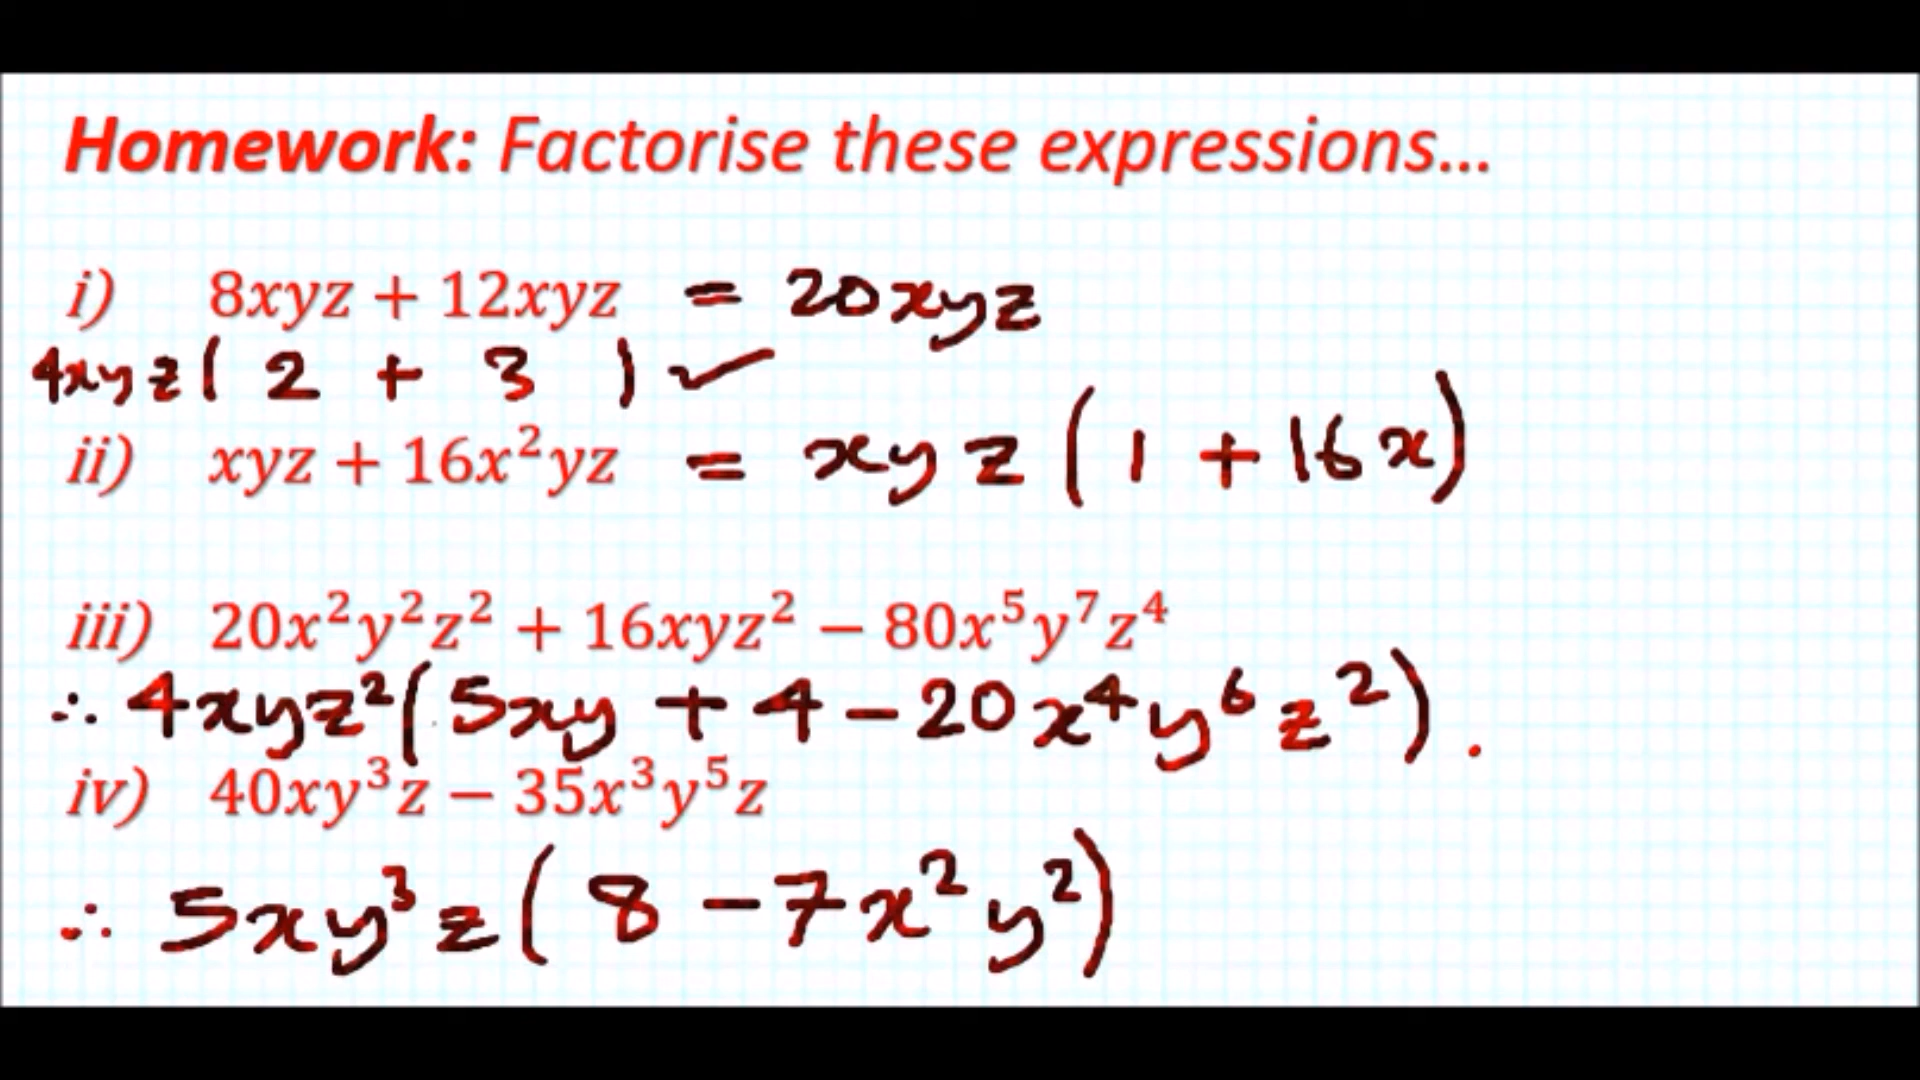 Homework: Factorise these expressions...
i) 8xyz + 12xyz = 20xyz
4xyz( 2 + 3 ) ✓
ii) xyz + 16x²yz = xyz (1 + 16x)
iii) 20x²y²z² + 16xyz² − 80x⁵y⁷z⁴
∴ 4xyz²(5xy + 4 − 20x⁴y⁶z²).
iv) 40xy³z − 35x³y⁵z
∴ 5xy³z( 8 − 7x²y²)